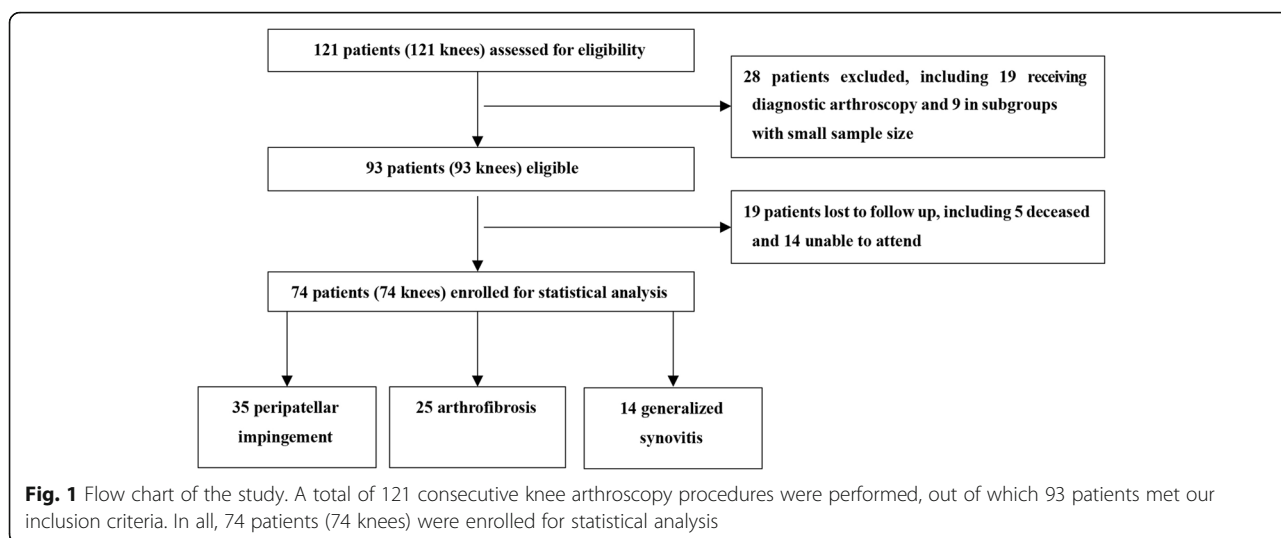 121 patients (121 knees) assessed for eligibility
28 patients excluded, including 19 receiving
diagnostic arthroscopy and 9 in subgroups
with small sample size
93 patients (93 knees) eligible
19 patients lost to follow up, including 5 deceased
and 14 unable to attend
74 patients (74 knees) enrolled for statistical analysis
35 peripatellar
impingement
25 arthrofibrosis
14 generalized
synovitis
Fig. 1 Flow chart of the study. A total of 121 consecutive knee arthroscopy procedures were performed, out of which 93 patients met our
inclusion criteria. In all, 74 patients (74 knees) were enrolled for statistical analysis